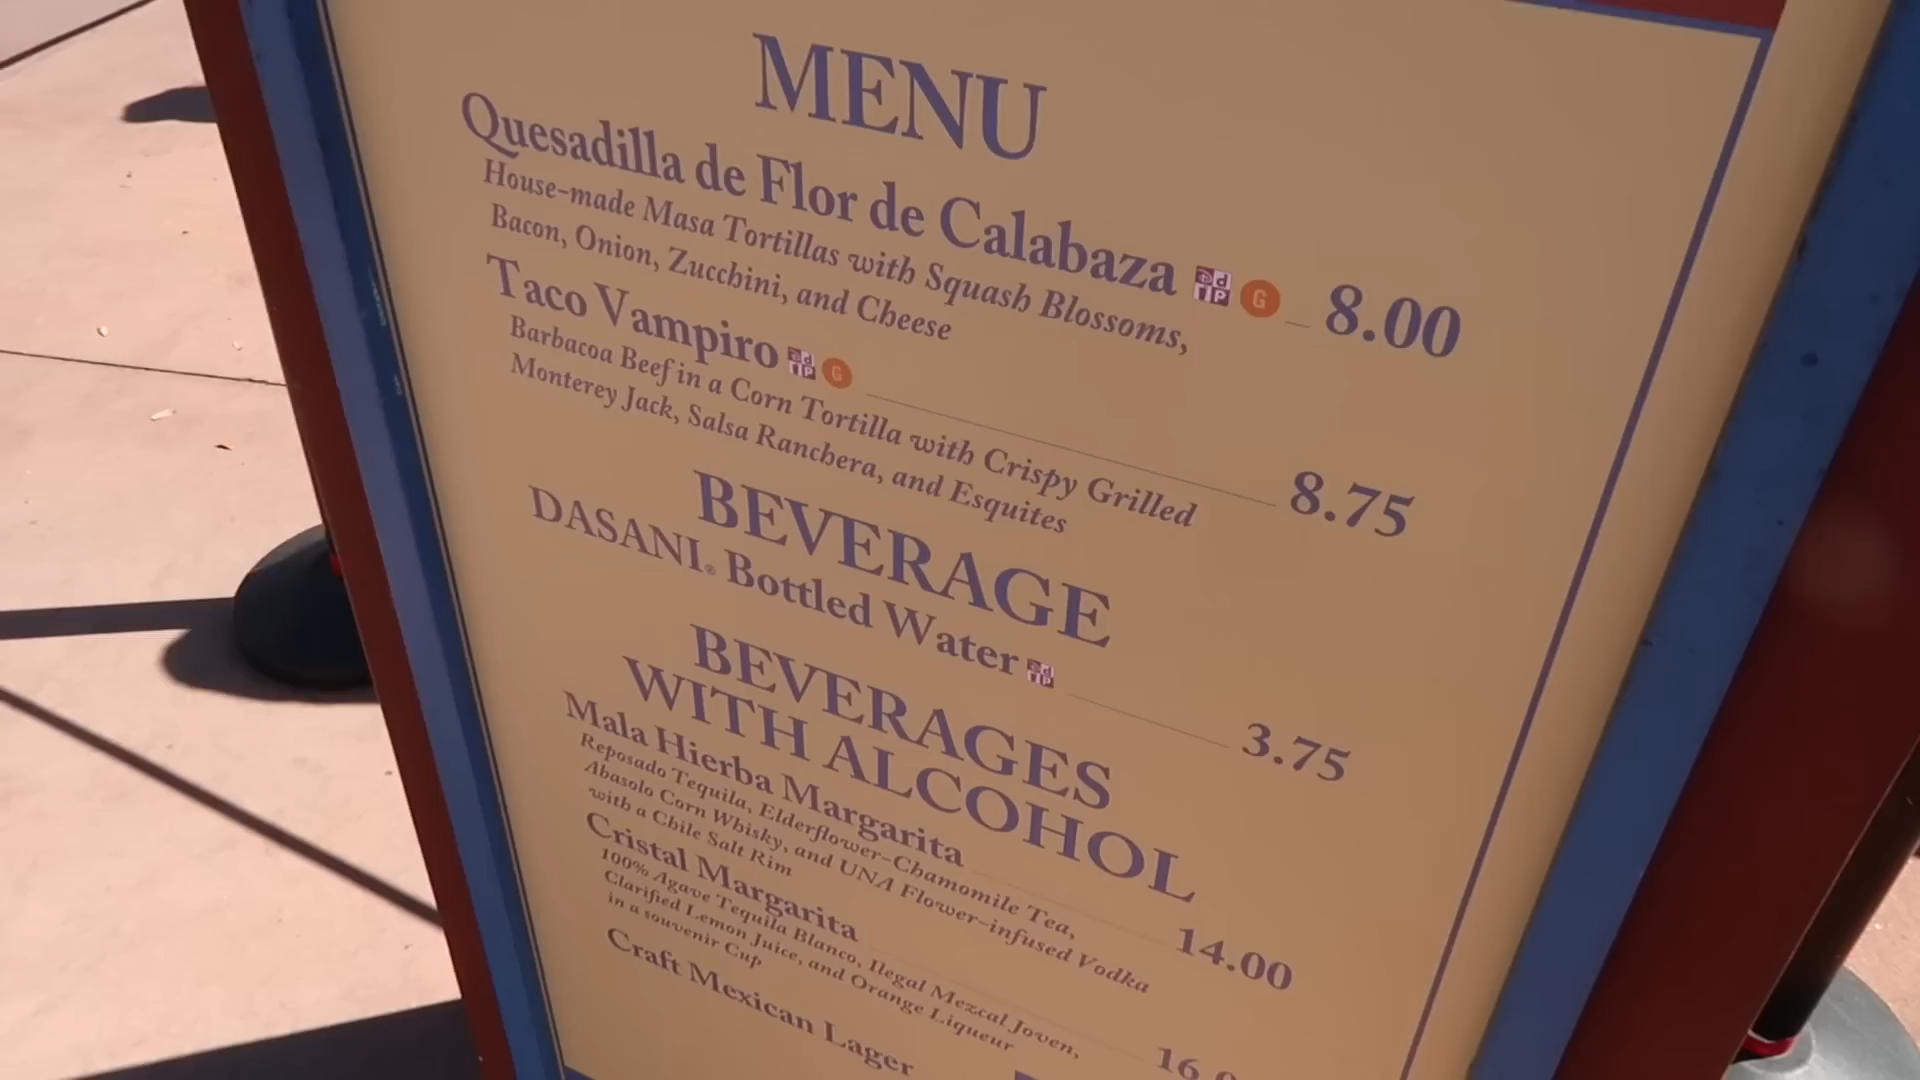 MENU
Quesadilla de Flor de Calabaza G 8.00
House-made Masa Tortillas with Squash Blossoms,
Bacon, Onion, Zucchini, and Cheese
Taco Vampiro G 8.75
Barbacoa Beef in a Corn Tortilla with Crispy Grilled
Monterey Jack, Salsa Ranchera, and Esquites
BEVERAGE
DASANI® Bottled Water 3.75
BEVERAGES
WITH ALCOHOL
Mala Hierba Margarita 14.00
Reposado Tequila, Elderflower-Chamomile Tea,
Abasolo Corn Whisky, and UNA Flower-infused Vodka
with a Chile Salt Rim
Cristal Margarita
100% Agave Tequila Blanco, Ilegal Mezcal Joven,
Clarified Lemon Juice, and Orange Liqueur
in a souvenir Cup
Craft Mexican Lager